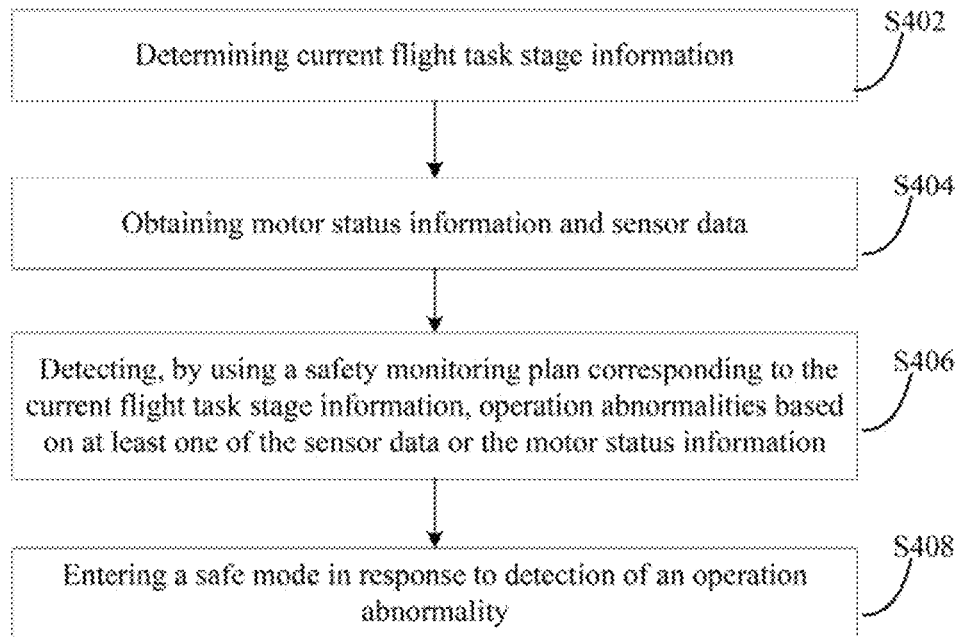 S402
Determining current flight task stage information
S404
Obtaining motor status information and sensor data
S406
Detecting, by using a safety monitoring plan corresponding to the
current flight task stage information, operation abnormalities based
on at least one of the sensor data or the motor status information
S408
Entering a safe mode in response to detection of an operation
abnormality